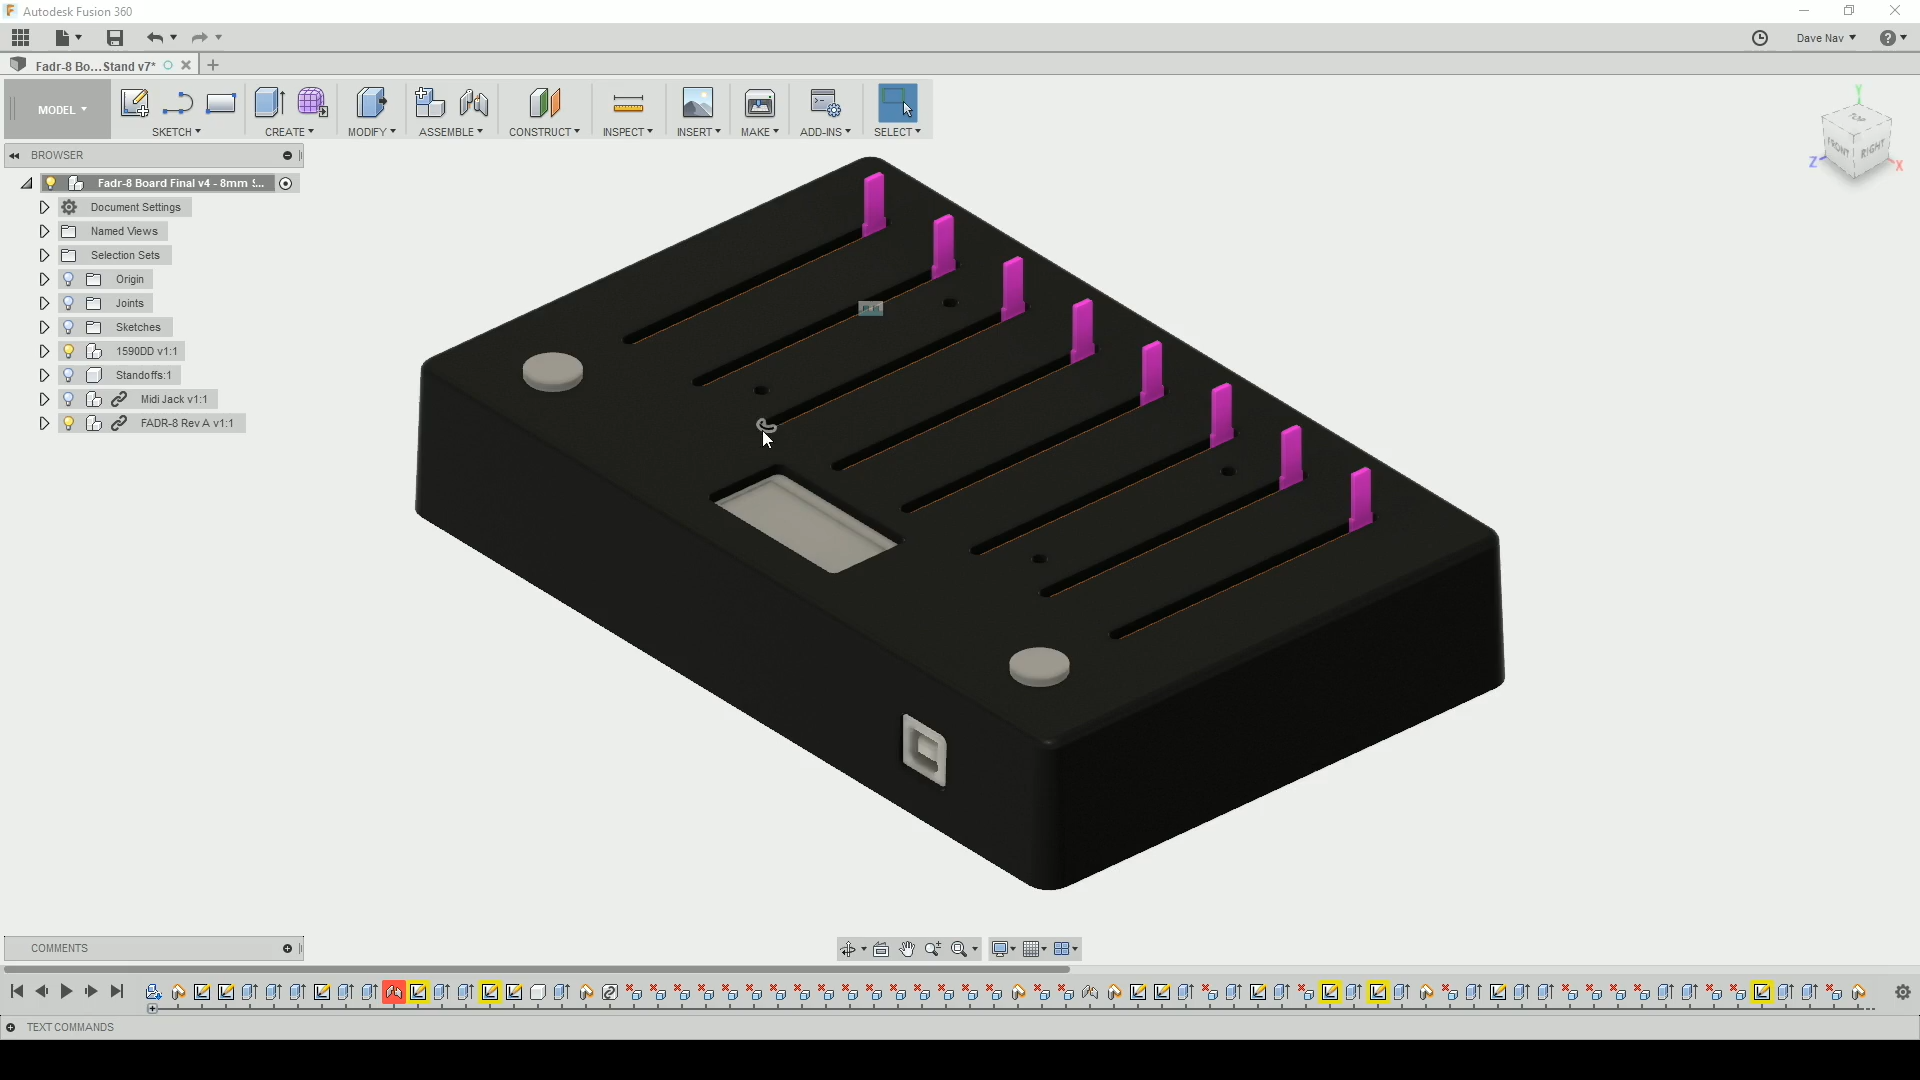 Autodesk Fusion 360
Dave Nav
Fadr-8 Bo...Stand v7*
MODEL
SKETCH
CREATE
MODIFY
ASSEMBLE
CONSTRUCT
INSPECT
INSERT
MAKE
ADD-INS
SELECT
Y
FRONT
RIGHT
Z
X
BROWSER
Fadr-8 Board Final v4 - 8mm S...
Document Settings
Named Views
Selection Sets
Origin
Joints
Sketches
1590DD v1:1
Standoffs:1
Midi Jack v1:1
FADR-8 Rev A v1:1
COMMENTS
TEXT COMMANDS